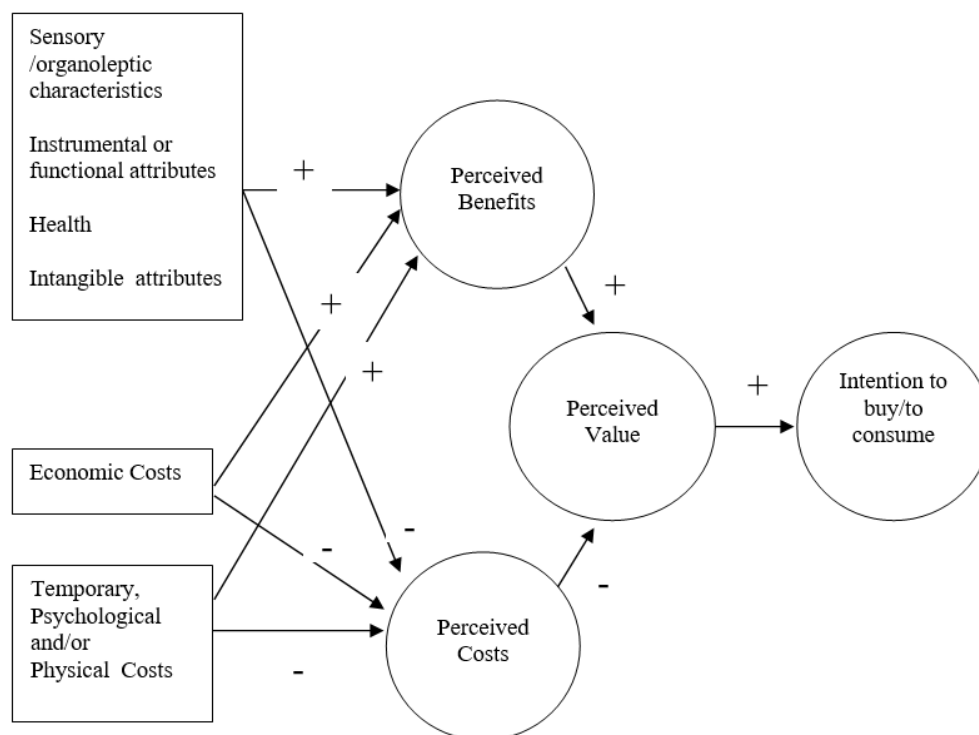 Sensory
/organoleptic
characteristics
Instrumental or
functional attributes
Health
Intangible attributes
+
Perceived
Benefits
+
+
+
Perceived
Value
+
Intention to
buy/to
consume
Economic Costs
-
-
-
Temporary,
Psychological
and/or
Physical Costs
-
Perceived
Costs